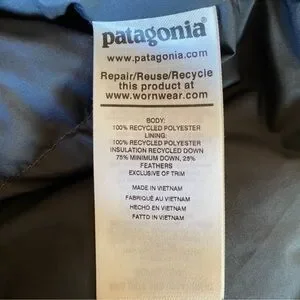 patagonia®
www.patagonia.com
Repair/Reuse/Recycle
this product at
www.wornwear.com
BODY:
100% RECYCLED POLYESTER
LINING:
100% RECYCLED POLYESTER
INSULATION RECYCLED DOWN
75% MINIMUM DOWN, 25%
FEATHERS
EXCLUSIVE OF TRIM
MADE IN VIETNAM
FABRIQUÉ AU VIETNAM
HECHO EN VIETNAM
FATTO IN VIETNAM